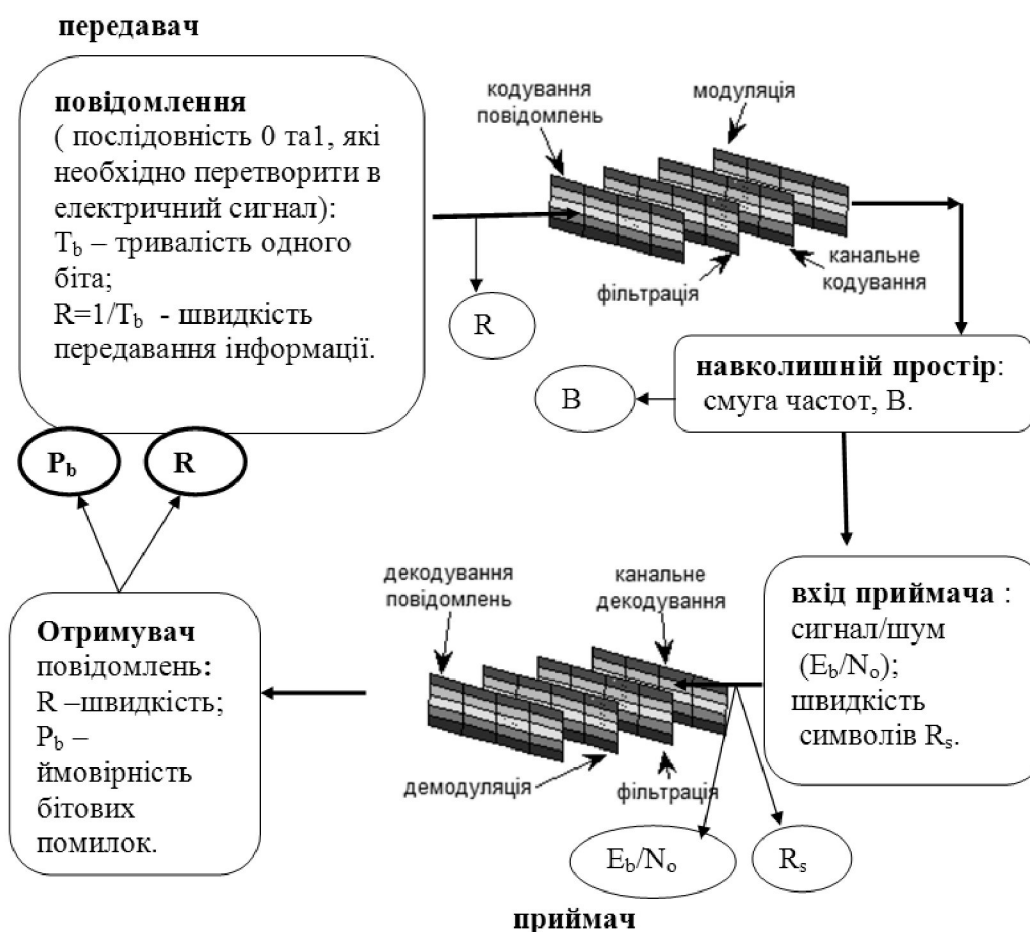 передавач
повідомлення
( послідовність 0 та1, які
необхідно перетворити в
електричний сигнал):
T_b – тривалість одного
біта;
R=1/T_b - швидкість
передавання інформації.
кодування
повідомлень
модуляція
фільтрація
канальне
кодування
R
навколишній простір:
смуга частот, B.
B
P_b
R
вхід приймача :
сигнал/шум
(E_b/N_o);
швидкість
символів R_s.
декодування
повідомлень
канальне
декодування
демодуляція
фільтрація
E_b/N_o
R_s
Отримувач
повідомлень:
R –швидкість;
P_b –
ймовірність
бітових
помилок.
приймач